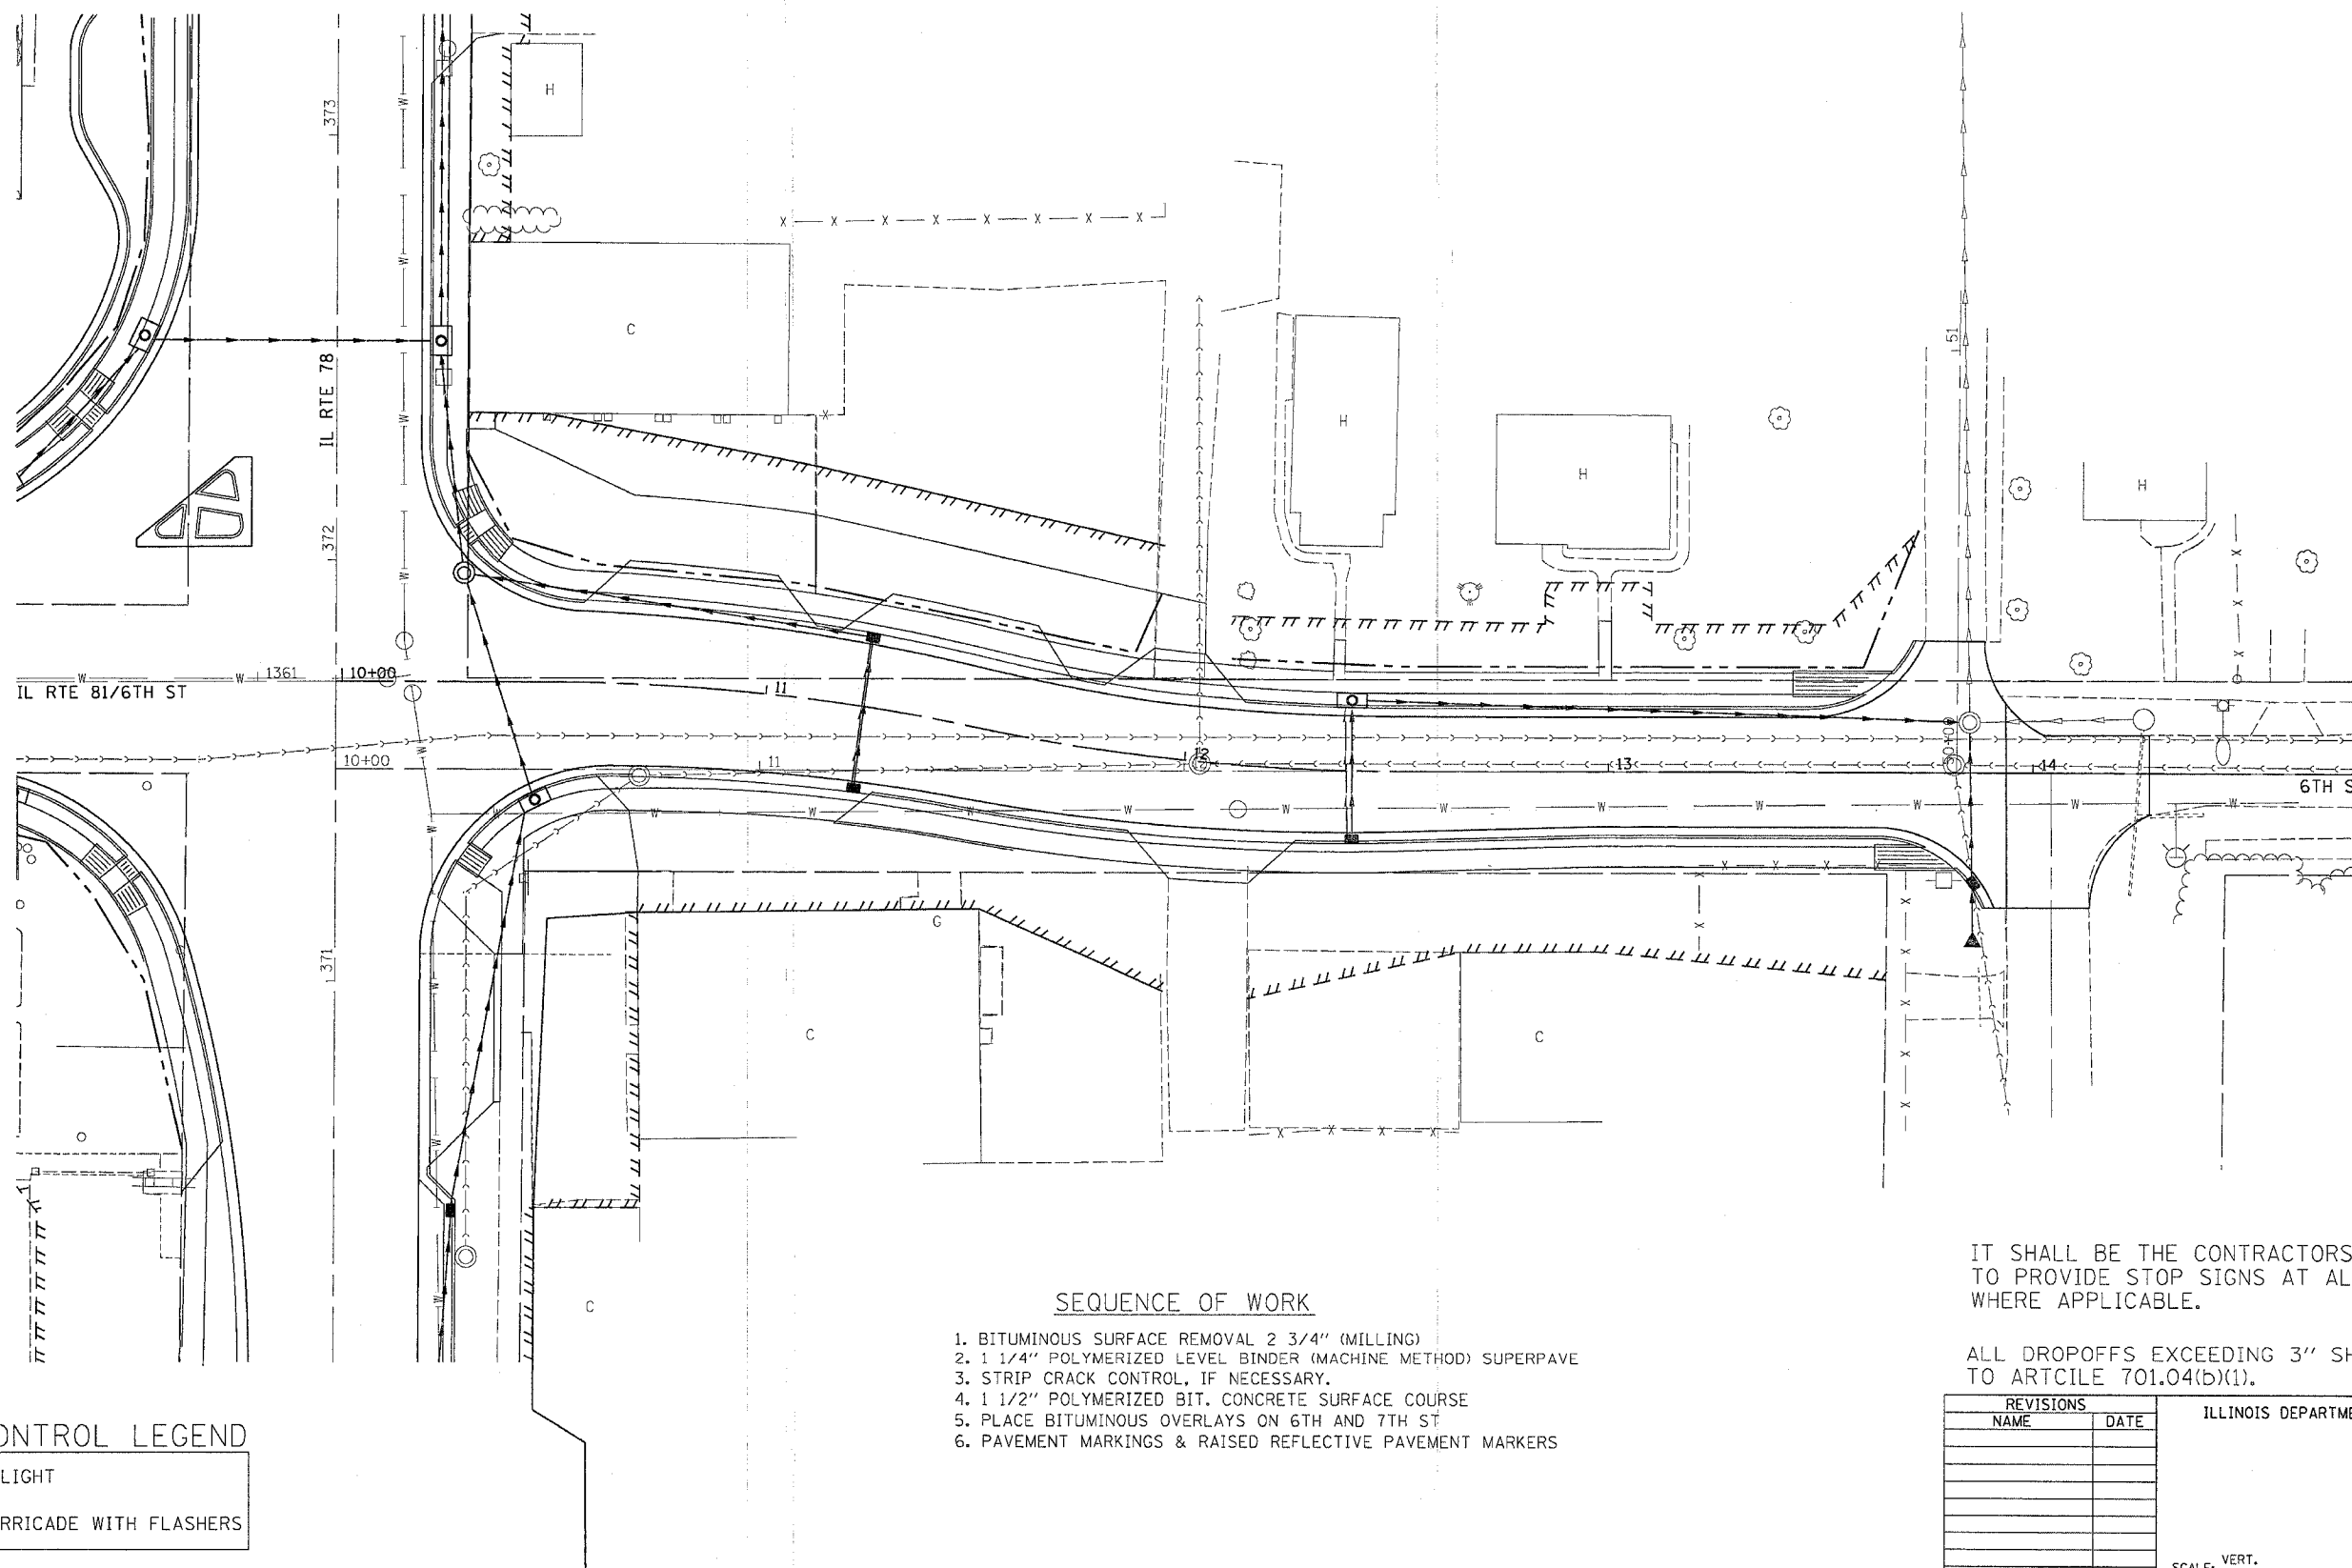 373
H
C
IL RTE 78
51
H
H
H
372
1361
10+00
IL RTE 81/6TH ST
11
10+00
11
12
13
14
50+00
6TH S
371
G
C
C
C
SEQUENCE OF WORK
1. BITUMINOUS SURFACE REMOVAL 2 3/4" (MILLING)
2. 1 1/4" POLYMERIZED LEVEL BINDER (MACHINE METHOD) SUPERPAVE
3. STRIP CRACK CONTROL, IF NECESSARY.
4. 1 1/2" POLYMERIZED BIT. CONCRETE SURFACE COURSE
5. PLACE BITUMINOUS OVERLAYS ON 6TH AND 7TH ST
6. PAVEMENT MARKINGS & RAISED REFLECTIVE PAVEMENT MARKERS
IT SHALL BE THE CONTRACTORS
TO PROVIDE STOP SIGNS AT AL
WHERE APPLICABLE.
ALL DROPOFFS EXCEEDING 3" SH
TO ARTCILE 701.04(b)(1).
REVISIONS
NAME DATE
ILLINOIS DEPARTME
SCALE: VERT.
ONTROL LEGEND
LIGHT
RRICADE WITH FLASHERS